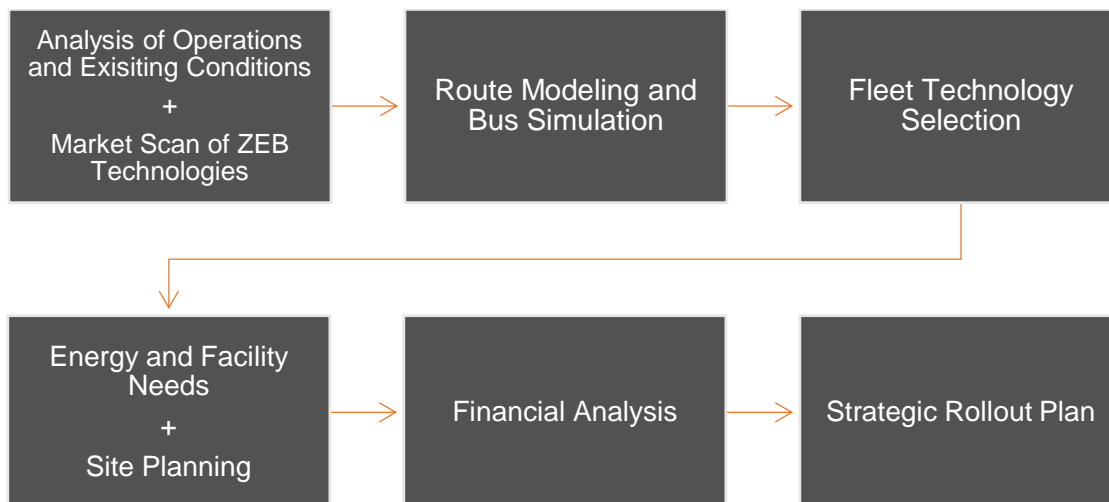 Analysis of Operations
and Exisiting Conditions
+
Market Scan of ZEB
Technologies
Route Modeling and
Bus Simulation
Fleet Technology
Selection
Energy and Facility
Needs
+
Site Planning
Financial Analysis
Strategic Rollout Plan